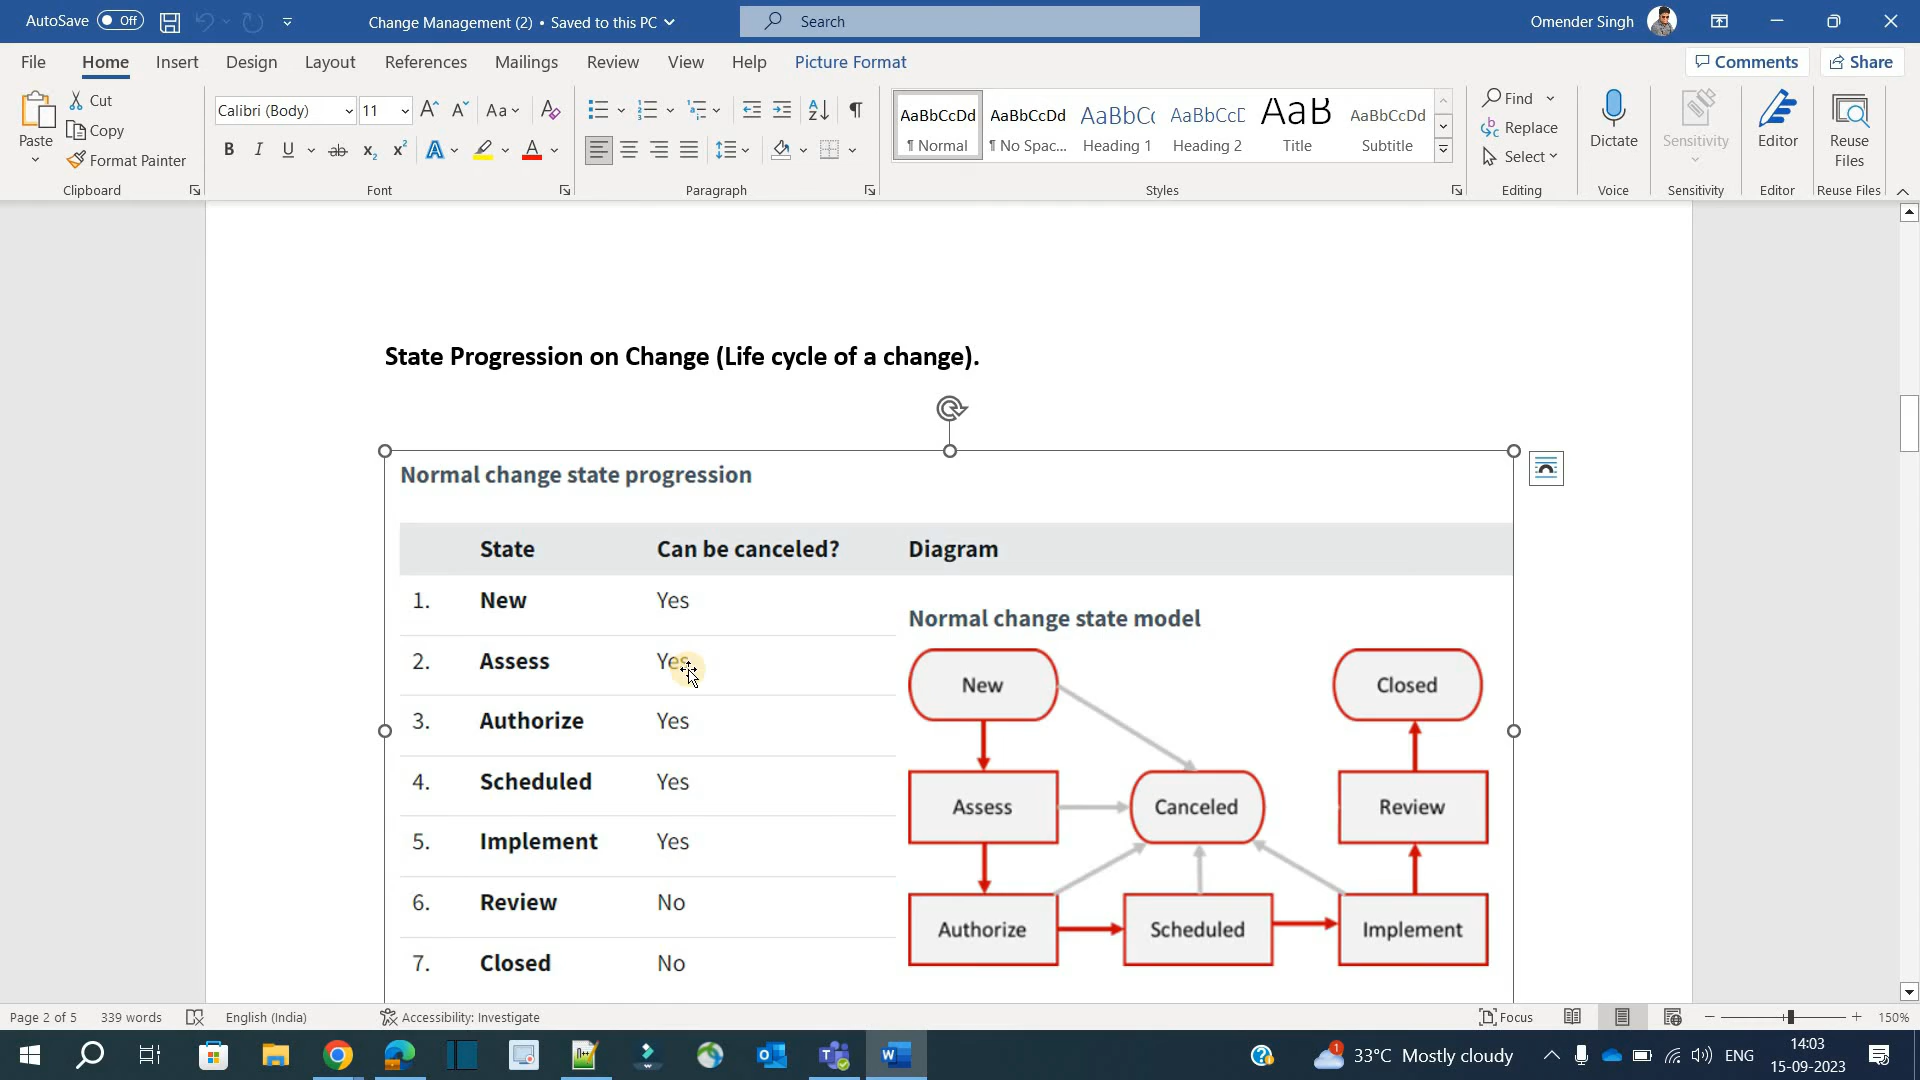 AutoSave Off Change Management (2) • Saved to this PC Search Omender Singh
File Home Insert Design Layout References Mailings Review View Help Picture Format Comments Share
Paste
Cut
Copy
Format Painter
Clipboard
Calibri (Body) 11
Font
Paragraph
AaBbCcDd AaBbCcDd AaBbCc AaBbCcD AaB AaBbCcDd
¶ Normal ¶ No Spac... Heading 1 Heading 2 Title Subtitle
Styles
Find
Replace
Select
Editing
Dictate
Voice
Sensitivity
Sensitivity
Editor
Editor
Reuse
Files
Reuse Files
State Progression on Change (Life cycle of a change).
Normal change state progression
State Can be canceled? Diagram
1. New Yes
2. Assess Yes
3. Authorize Yes
4. Scheduled Yes
5. Implement Yes
6. Review No
7. Closed No
Normal change state model
New Closed
Assess Canceled Review
Authorize Scheduled Implement
Page 2 of 5 339 words English (India) Accessibility: Investigate Focus 150%
33°C Mostly cloudy ENG
14:03
15-09-2023